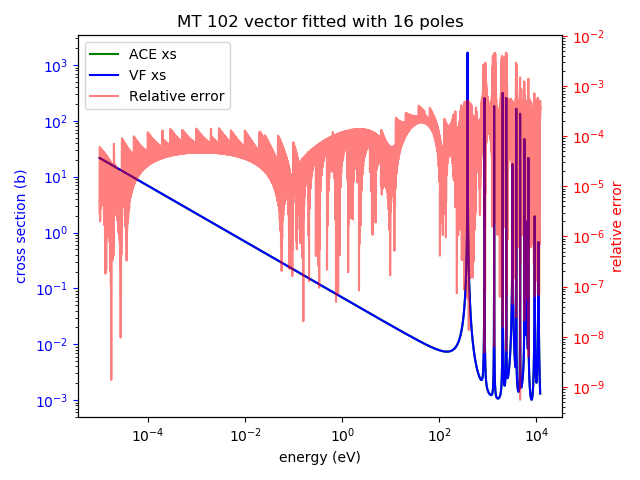 MT 102 vector fitted with 16 poles
ACE xs
VF xs
Relative error
cross section (b)
10^3
10^2
10^1
10^0
10^-1
10^-2
10^-3
relative error
10^-2
10^-3
10^-4
10^-5
10^-6
10^-7
10^-8
10^-9
10^-4 10^-2 10^0 10^2 10^4
energy (eV)